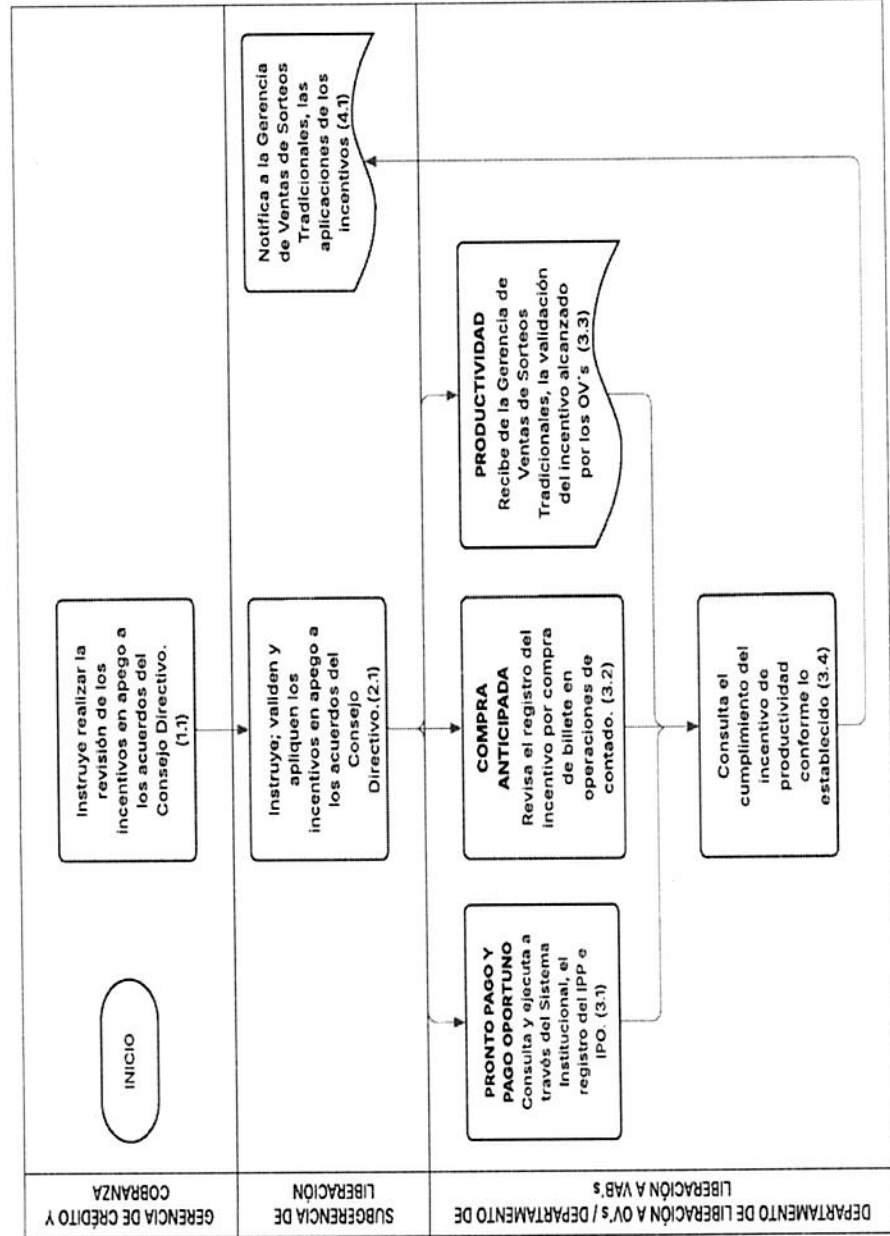 GERENCIA DE CRÉDITO Y
COBRANZA
INICIO
Instruye realizar la
revisión de los
incentivos en apego a
los acuerdos del
Consejo Directivo.
(1.1)
SUBGERENCIA DE
LIBERACIÓN
Instruye; validen y
apliquen los
incentivos en apego a
los acuerdos del
Consejo
Directivo.(2.1)
Notifica a la Gerencia
de Ventas de Sorteos
Tradicionales, las
aplicaciones de los
incentivos (4.1)
DEPARTAMENTO DE LIBERACIÓN A OV's / DEPARTAMENTO DE
LIBERACIÓN A VAB's
PRONTO PAGO Y
PAGO OPORTUNO
Consulta y ejecuta a
través del Sistema
Institucional, el
registro del IPP e
IPO. (3.1)
COMPRA
ANTICIPADA
Revisa el registro del
incentivo por compra
de billete en
operaciones de
contado. (3.2)
PRODUCTIVIDAD
Recibe de la Gerencia de
Ventas de Sorteos
Tradicionales, la validación
del incentivo alcanzado
por los OV's (3.3)
Consulta el
cumplimiento del
incentivo de
productividad
conforme lo
establecido (3.4)